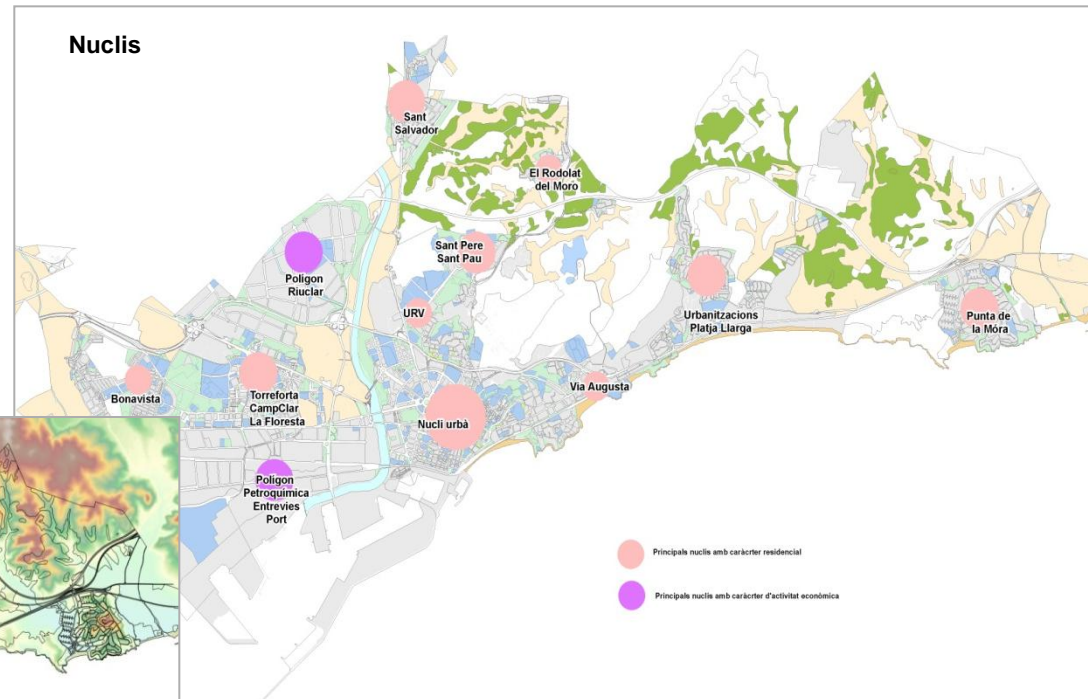 Nuclis
Sant
Salvador
El Rodolat
del Moro
Sant Pere
Sant Pau
Poligon
Riuclar
URV
Urbanitzacions
Platja Llarga
Punta de
la Móra
Bonavista
Torreforta
CampClar
La Floresta
Via Augusta
Nucli urbà
Poligon
Petroquimica
Entrevies
Port
Principals nuclis amb caràcrter residencial
Principals nuclis amb caràcrter d'activitat econòmica